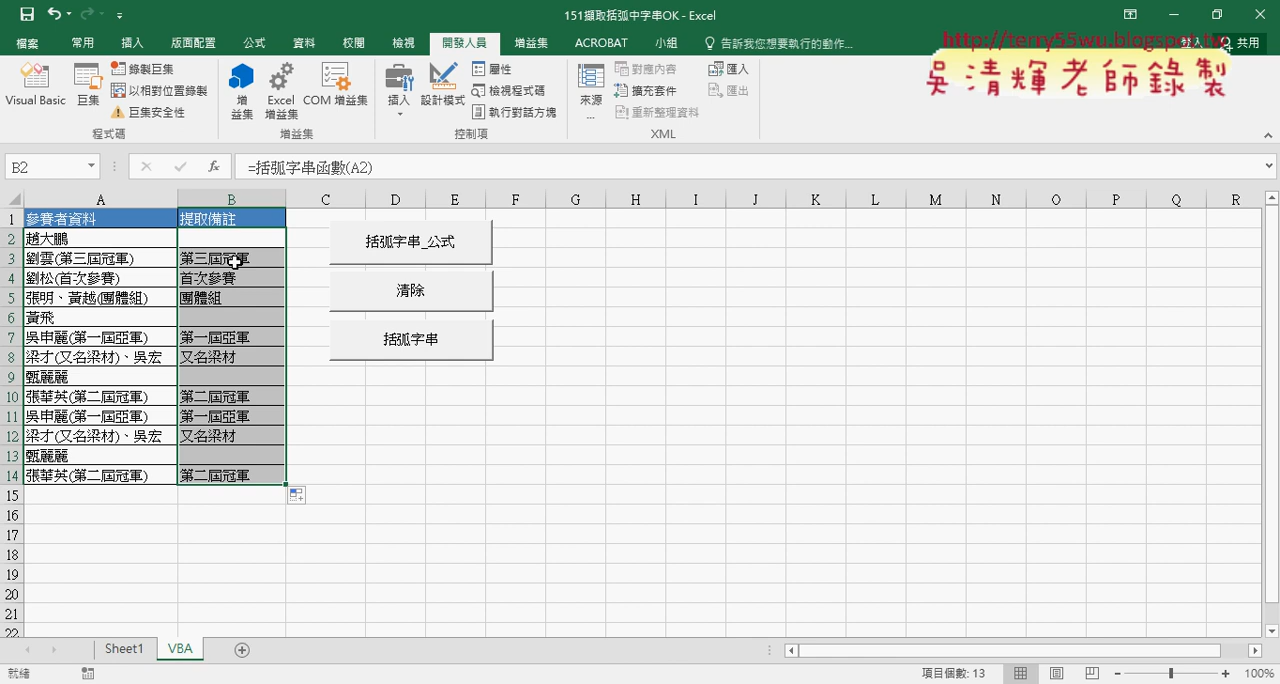 151擷取括弧中字串OK - Excel
檔案 常用 插入 版面配置 公式 資料 校閱 檢視 開發人員 增益集 ACROBAT 小組 告訴我您想要執行的動作... 登入 共用
http://terry55wu.blogspot.tw
吳清輝老師錄製
Visual Basic 巨集 錄製巨集 以相對位置錄製 巨集安全性 程式碼
增益集 Excel 增益集 COM 增益集 增益集
插入 設計模式 屬性 檢視程式碼 執行對話方塊 控制項
來源... 對應內容 擴充套件 重新整理資料 匯入 匯出 XML
B2 fx =括弧字串函數(A2)
A B C D E F G H I J K L M N O P Q R
1 參賽者資料 提取備註
2 趙大鵬
3 劉雲(第三屆冠軍) 第三屆冠軍
4 劉松(首次參賽) 首次參賽
5 張明、黃越(團體組) 團體組
6 黃飛
7 吳申麗(第一屆亞軍) 第一屆亞軍
8 梁才(又名梁材)、吳宏 又名梁材
9 甄麗麗
10 張華英(第二屆冠軍) 第二屆冠軍
11 吳申麗(第一屆亞軍) 第一屆亞軍
12 梁才(又名梁材)、吳宏 又名梁材
13 甄麗麗
14 張華英(第二屆冠軍) 第二屆冠軍
15
16
17
18
19
20
21
22
括弧字串_公式
清除
括弧字串
Sheet1 VBA
就緒 項目個數: 13 100%